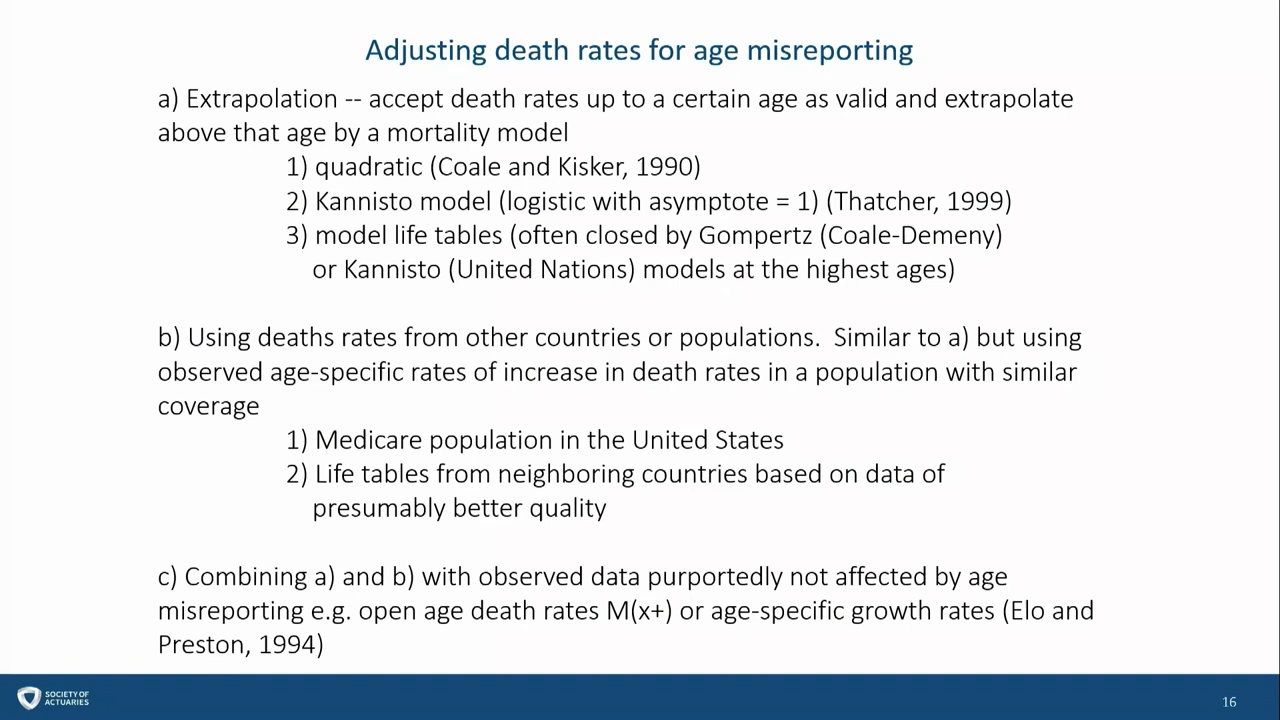 Adjusting death rates for age misreporting
a) Extrapolation -- accept death rates up to a certain age as valid and extrapolate
above that age by a mortality model
1) quadratic (Coale and Kisker, 1990)
2) Kannisto model (logistic with asymptote = 1) (Thatcher, 1999)
3) model life tables (often closed by Gompertz (Coale-Demeny)
or Kannisto (United Nations) models at the highest ages)
b) Using deaths rates from other countries or populations.  Similar to a) but using
observed age-specific rates of increase in death rates in a population with similar
coverage
1) Medicare population in the United States
2) Life tables from neighboring countries based on data of
presumably better quality
c) Combining a) and b) with observed data purportedly not affected by age
misreporting e.g. open age death rates M(x+) or age-specific growth rates (Elo and
Preston, 1994)
SOCIETY OF
ACTUARIES
16